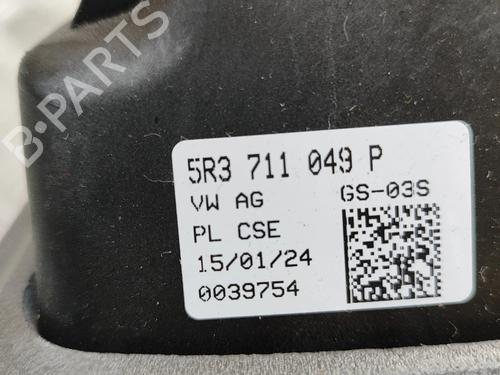 B-PARTS
5R3 711 049 P
VW AG GS-03S
PL CSE
15/01/24
0039754